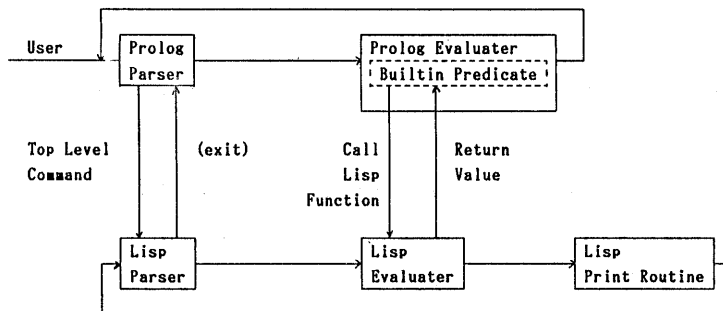 User
Prolog
Parser
Prolog Evaluater
Builtin Predicate
Top Level
Command
(exit)
Call
Lisp
Function
Return
Value
Lisp
Parser
Lisp
Evaluater
Lisp
Print Routine